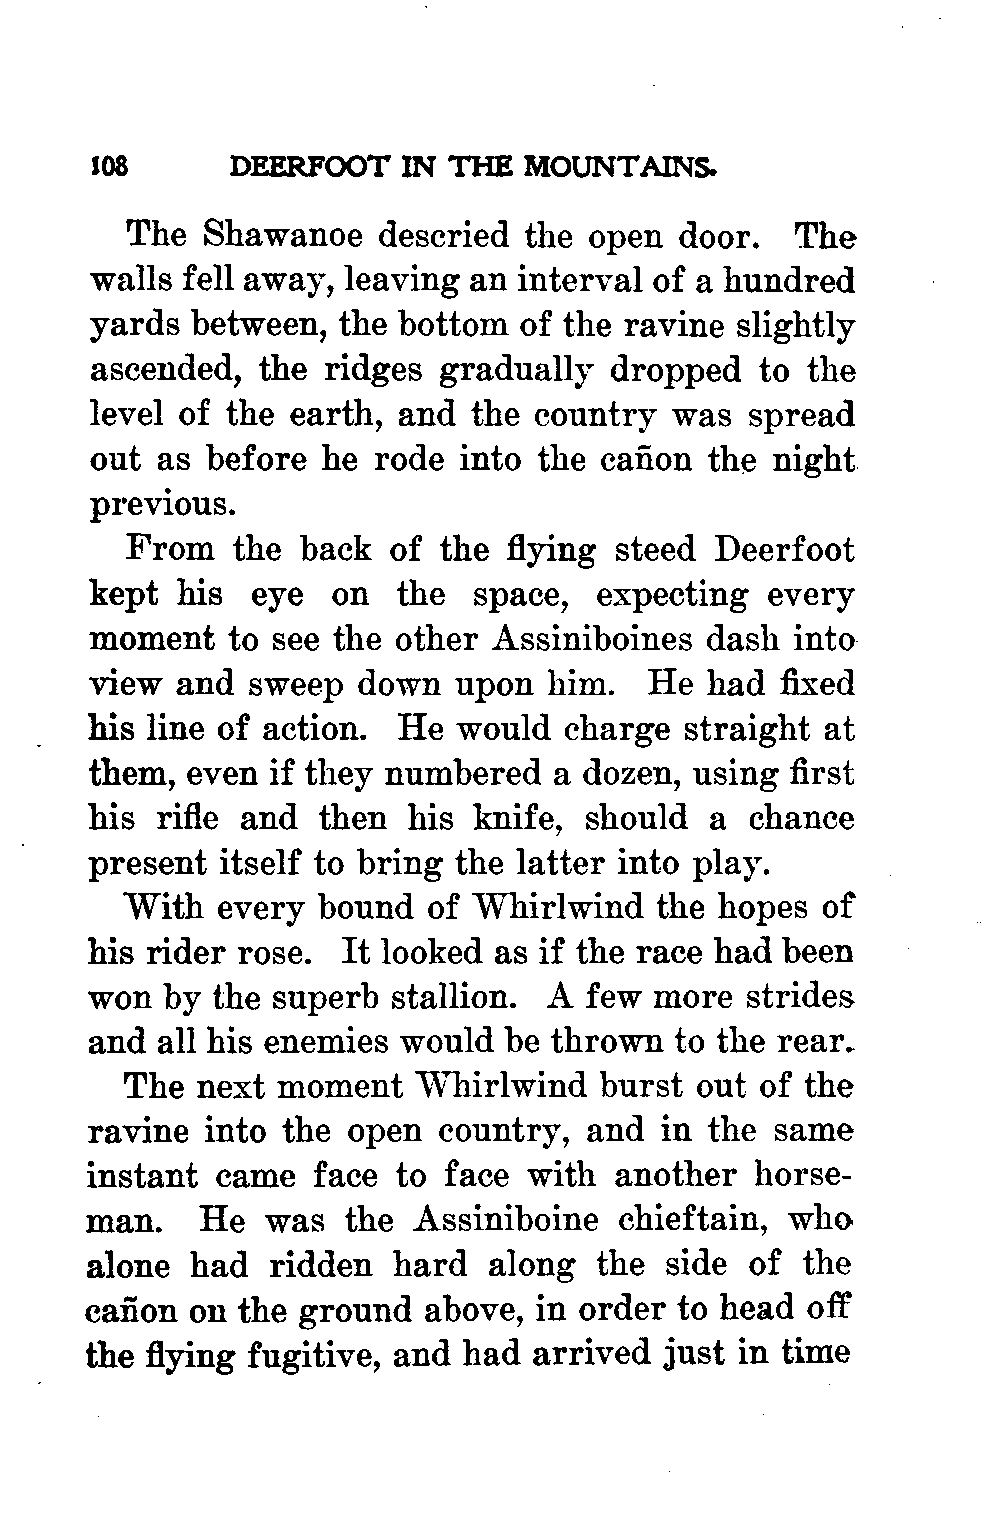 108 DEERFOOT IN THE MOUNTAINS.
The Shawanoe descried the open door. The
walls fell away, leaving an interval of a hundred
yards between, the bottom of the ravine slightly
ascended, the ridges gradually dropped to the
level of the earth, and the country was spread
out as before he rode into the cañon the night
previous.
From the back of the flying steed Deerfoot
kept his eye on the space, expecting every
moment to see the other Assiniboines dash into
view and sweep down upon him. He had fixed
his line of action. He would charge straight at
them, even if they numbered a dozen, using first
his rifle and then his knife, should a chance
present itself to bring the latter into play.
With every bound of Whirlwind the hopes of
his rider rose. It looked as if the race had been
won by the superb stallion. A few more strides
and all his enemies would be thrown to the rear.
The next moment Whirlwind burst out of the
ravine into the open country, and in the same
instant came face to face with another horse-
man. He was the Assiniboine chieftain, who
alone had ridden hard along the side of the
cañon on the ground above, in order to head off
the flying fugitive, and had arrived just in time